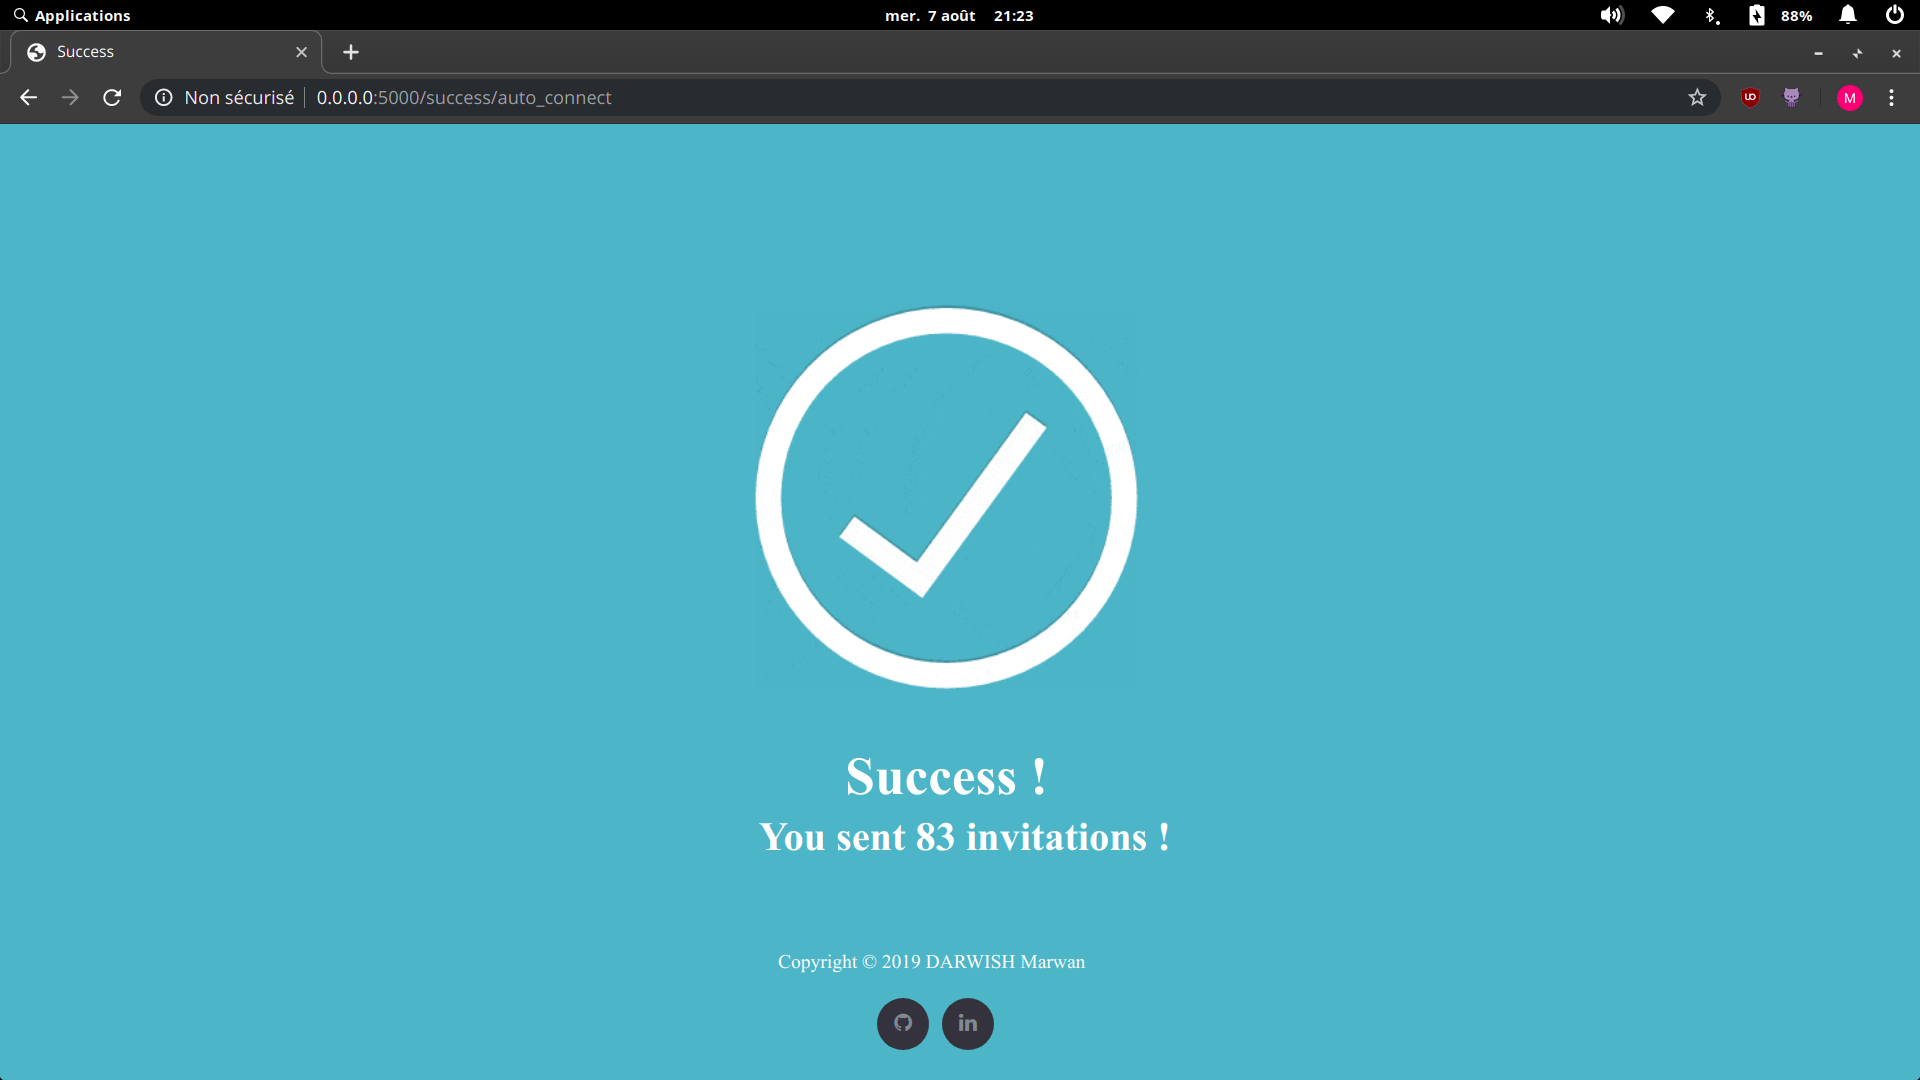 Applications
mer. 7 août 21:23
88%
Success
Non sécurisé 0.0.0.0:5000/success/auto_connect
M
Success !
You sent 83 invitations !
Copyright © 2019 DARWISH Marwan
in